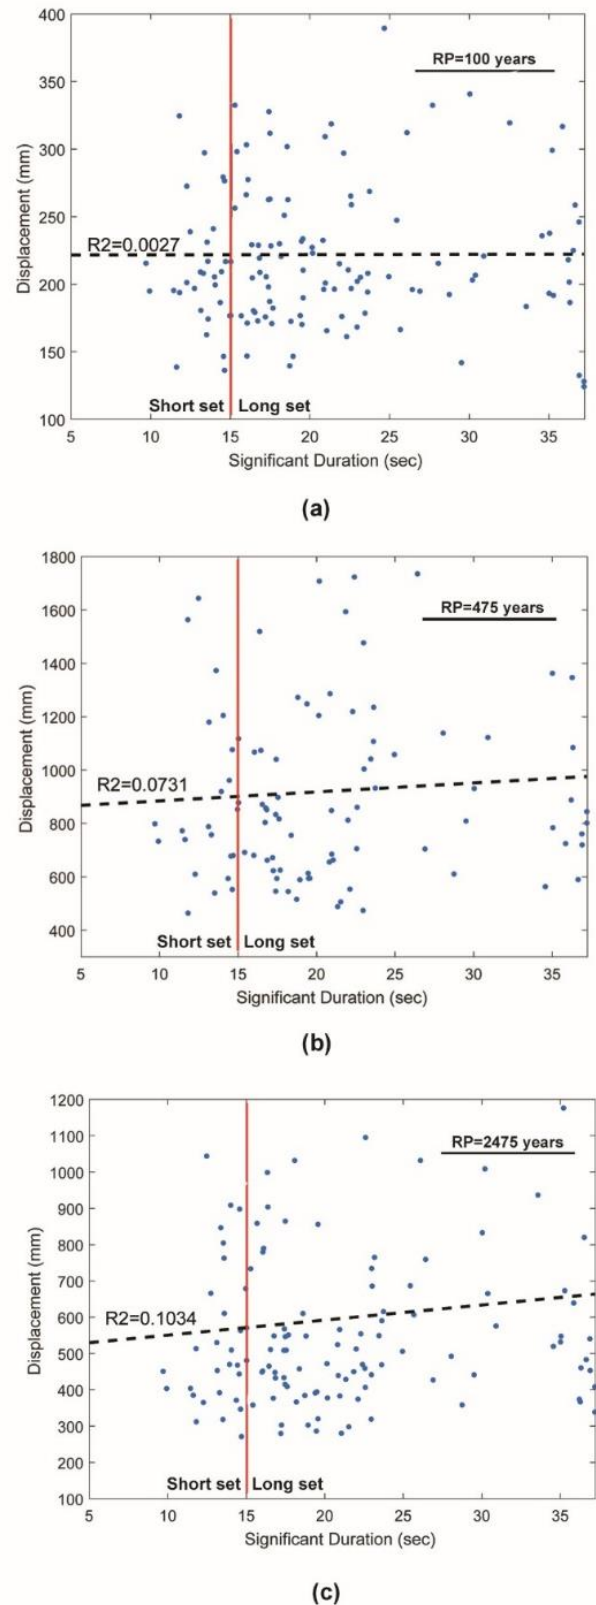 400
RP=100 years
350
300
Displacement (mm)
250
R2=0.0027
200
150
Short set Long set
100
5 10 15 20 25 30 35
Significant Duration (sec)
(a)
1800
RP=475 years
1600
1400
1200
Displacement (mm)
1000
R2=0.0731
800
600
Short set Long set
400
5 10 15 20 25 30 35
Significant Duration (sec)
(b)
1200
1100
RP=2475 years
1000
900
800
700
Displacement (mm)
600
R2=0.1034
500
400
300
200
Short set Long set
100
5 10 15 20 25 30 35
Significant Duration (sec)
(c)